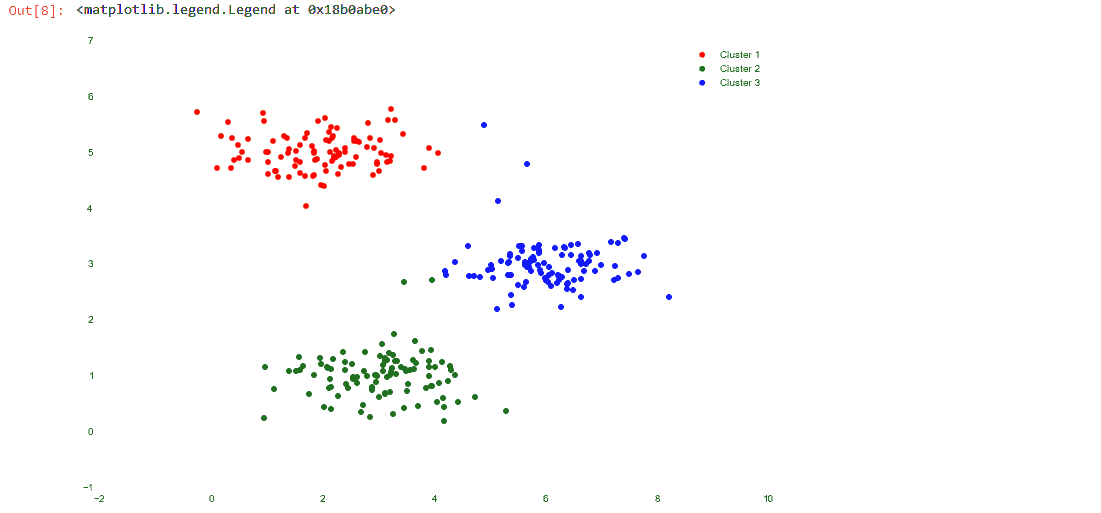 Out[8]: <matplotlib.legend.Legend at 0x18b0abe0>
7
Cluster 1
Cluster 2
Cluster 3
6
5
4
3
2
1
0
−1
−2 0 2 4 6 8 10